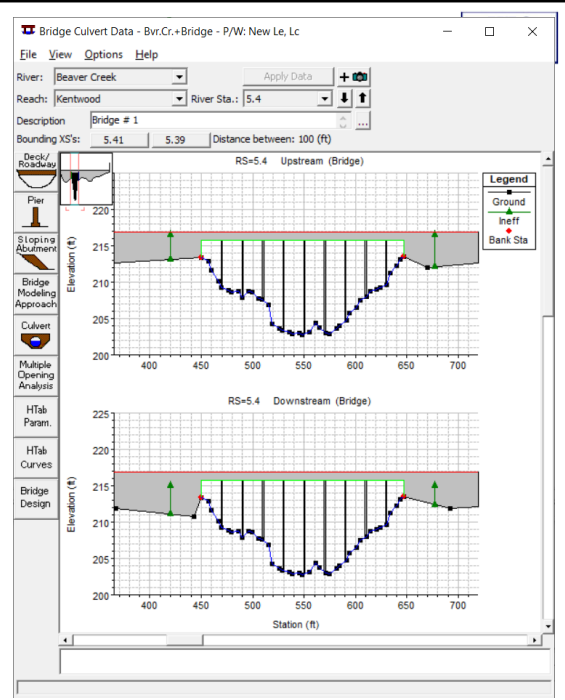 Bridge Culvert Data - Bvr.Cr.+Bridge - P/W: New Le, Lc
File View Options Help
River: Beaver Creek Apply Data
Reach: Kentwood River Sta.: 5.4
Description Bridge # 1 ...
Bounding XS's: 5.41 5.39 Distance between: 100 (ft)
Deck/
Roadway
Pier
Sloping
Abutment
Bridge
Modeling
Approach
Culvert
Multiple
Opening
Analysis
HTab
Param.
HTab
Curves
Bridge
Design
RS=5.4 Upstream (Bridge)
Legend
Ground
Ineff
Bank Sta
Elevation (ft)
220
215
210
205
200
400 450 500 550 600 650 700
RS=5.4 Downstream (Bridge)
Elevation (ft)
225
220
215
210
205
200
400 450 500 550 600 650 700
Station (ft)